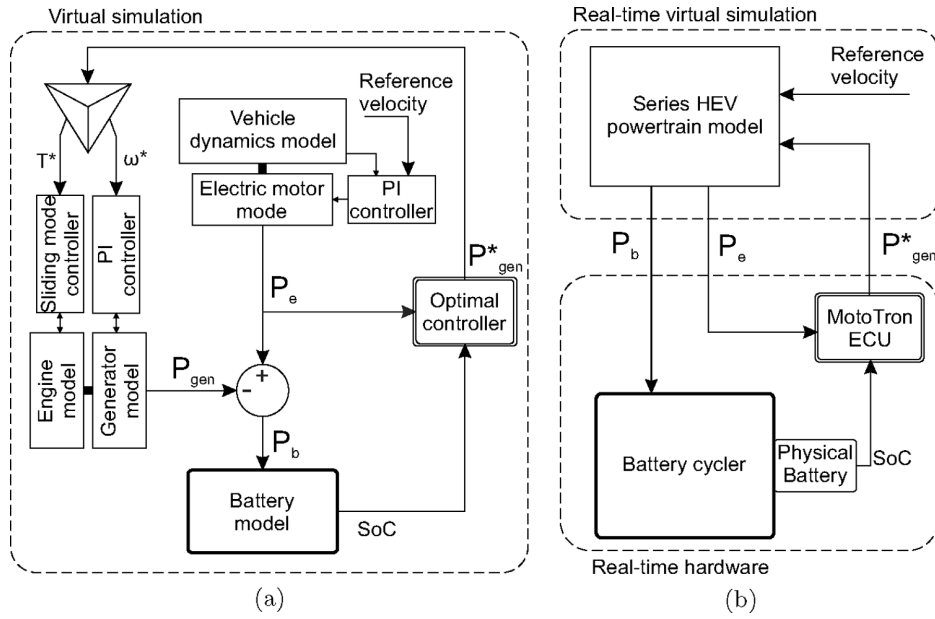 Virtual simulation
Reference
velocity
Vehicle
dynamics model
T*
ω*
Electric motor
mode
PI
controller
Sliding mode
controller
PI
controller
P*gen
Pe
Optimal
controller
Engine
model
Generator
model
Pgen
+
-
Pb
Battery
model
SoC
(a)
Real-time virtual simulation
Reference
velocity
Series HEV
powertrain model
Pb
Pe
P*gen
MotoTron
ECU
Battery cycler
Physical
Battery
SoC
Real-time hardware
(b)